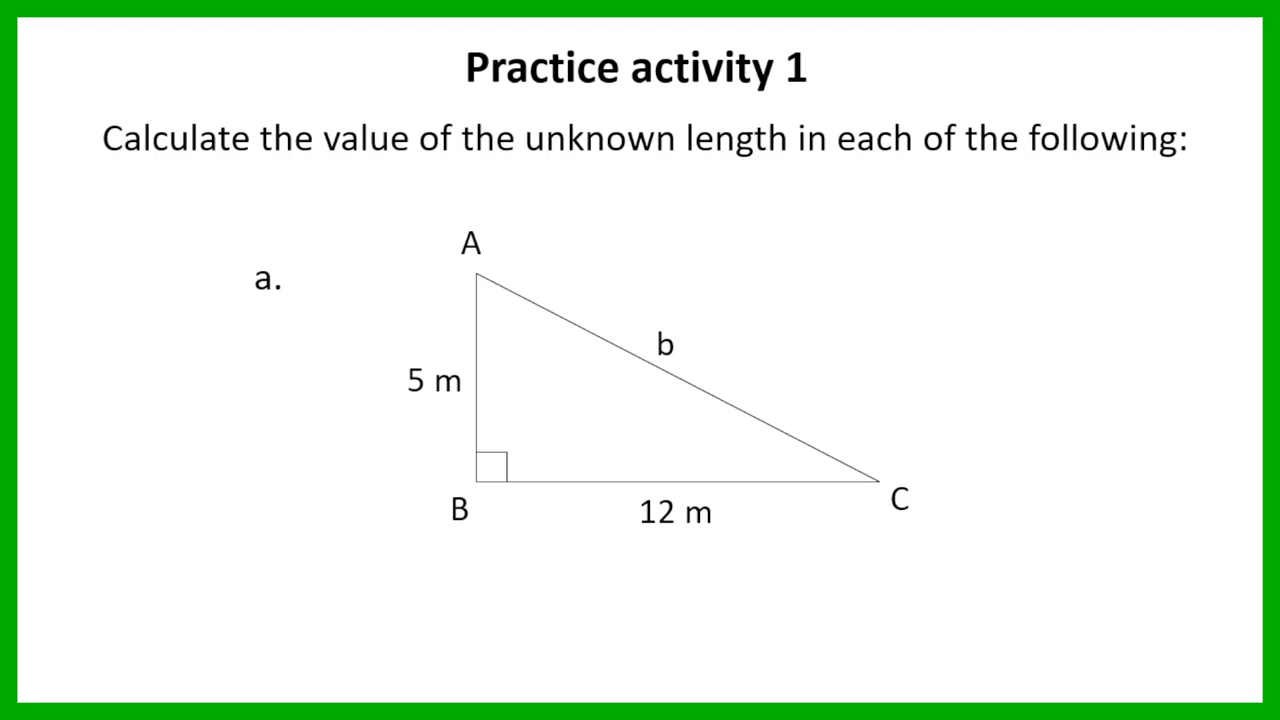 Practice activity 1
Calculate the value of the unknown length in each of the following:
A
a.
b
5 m
B
12 m
C